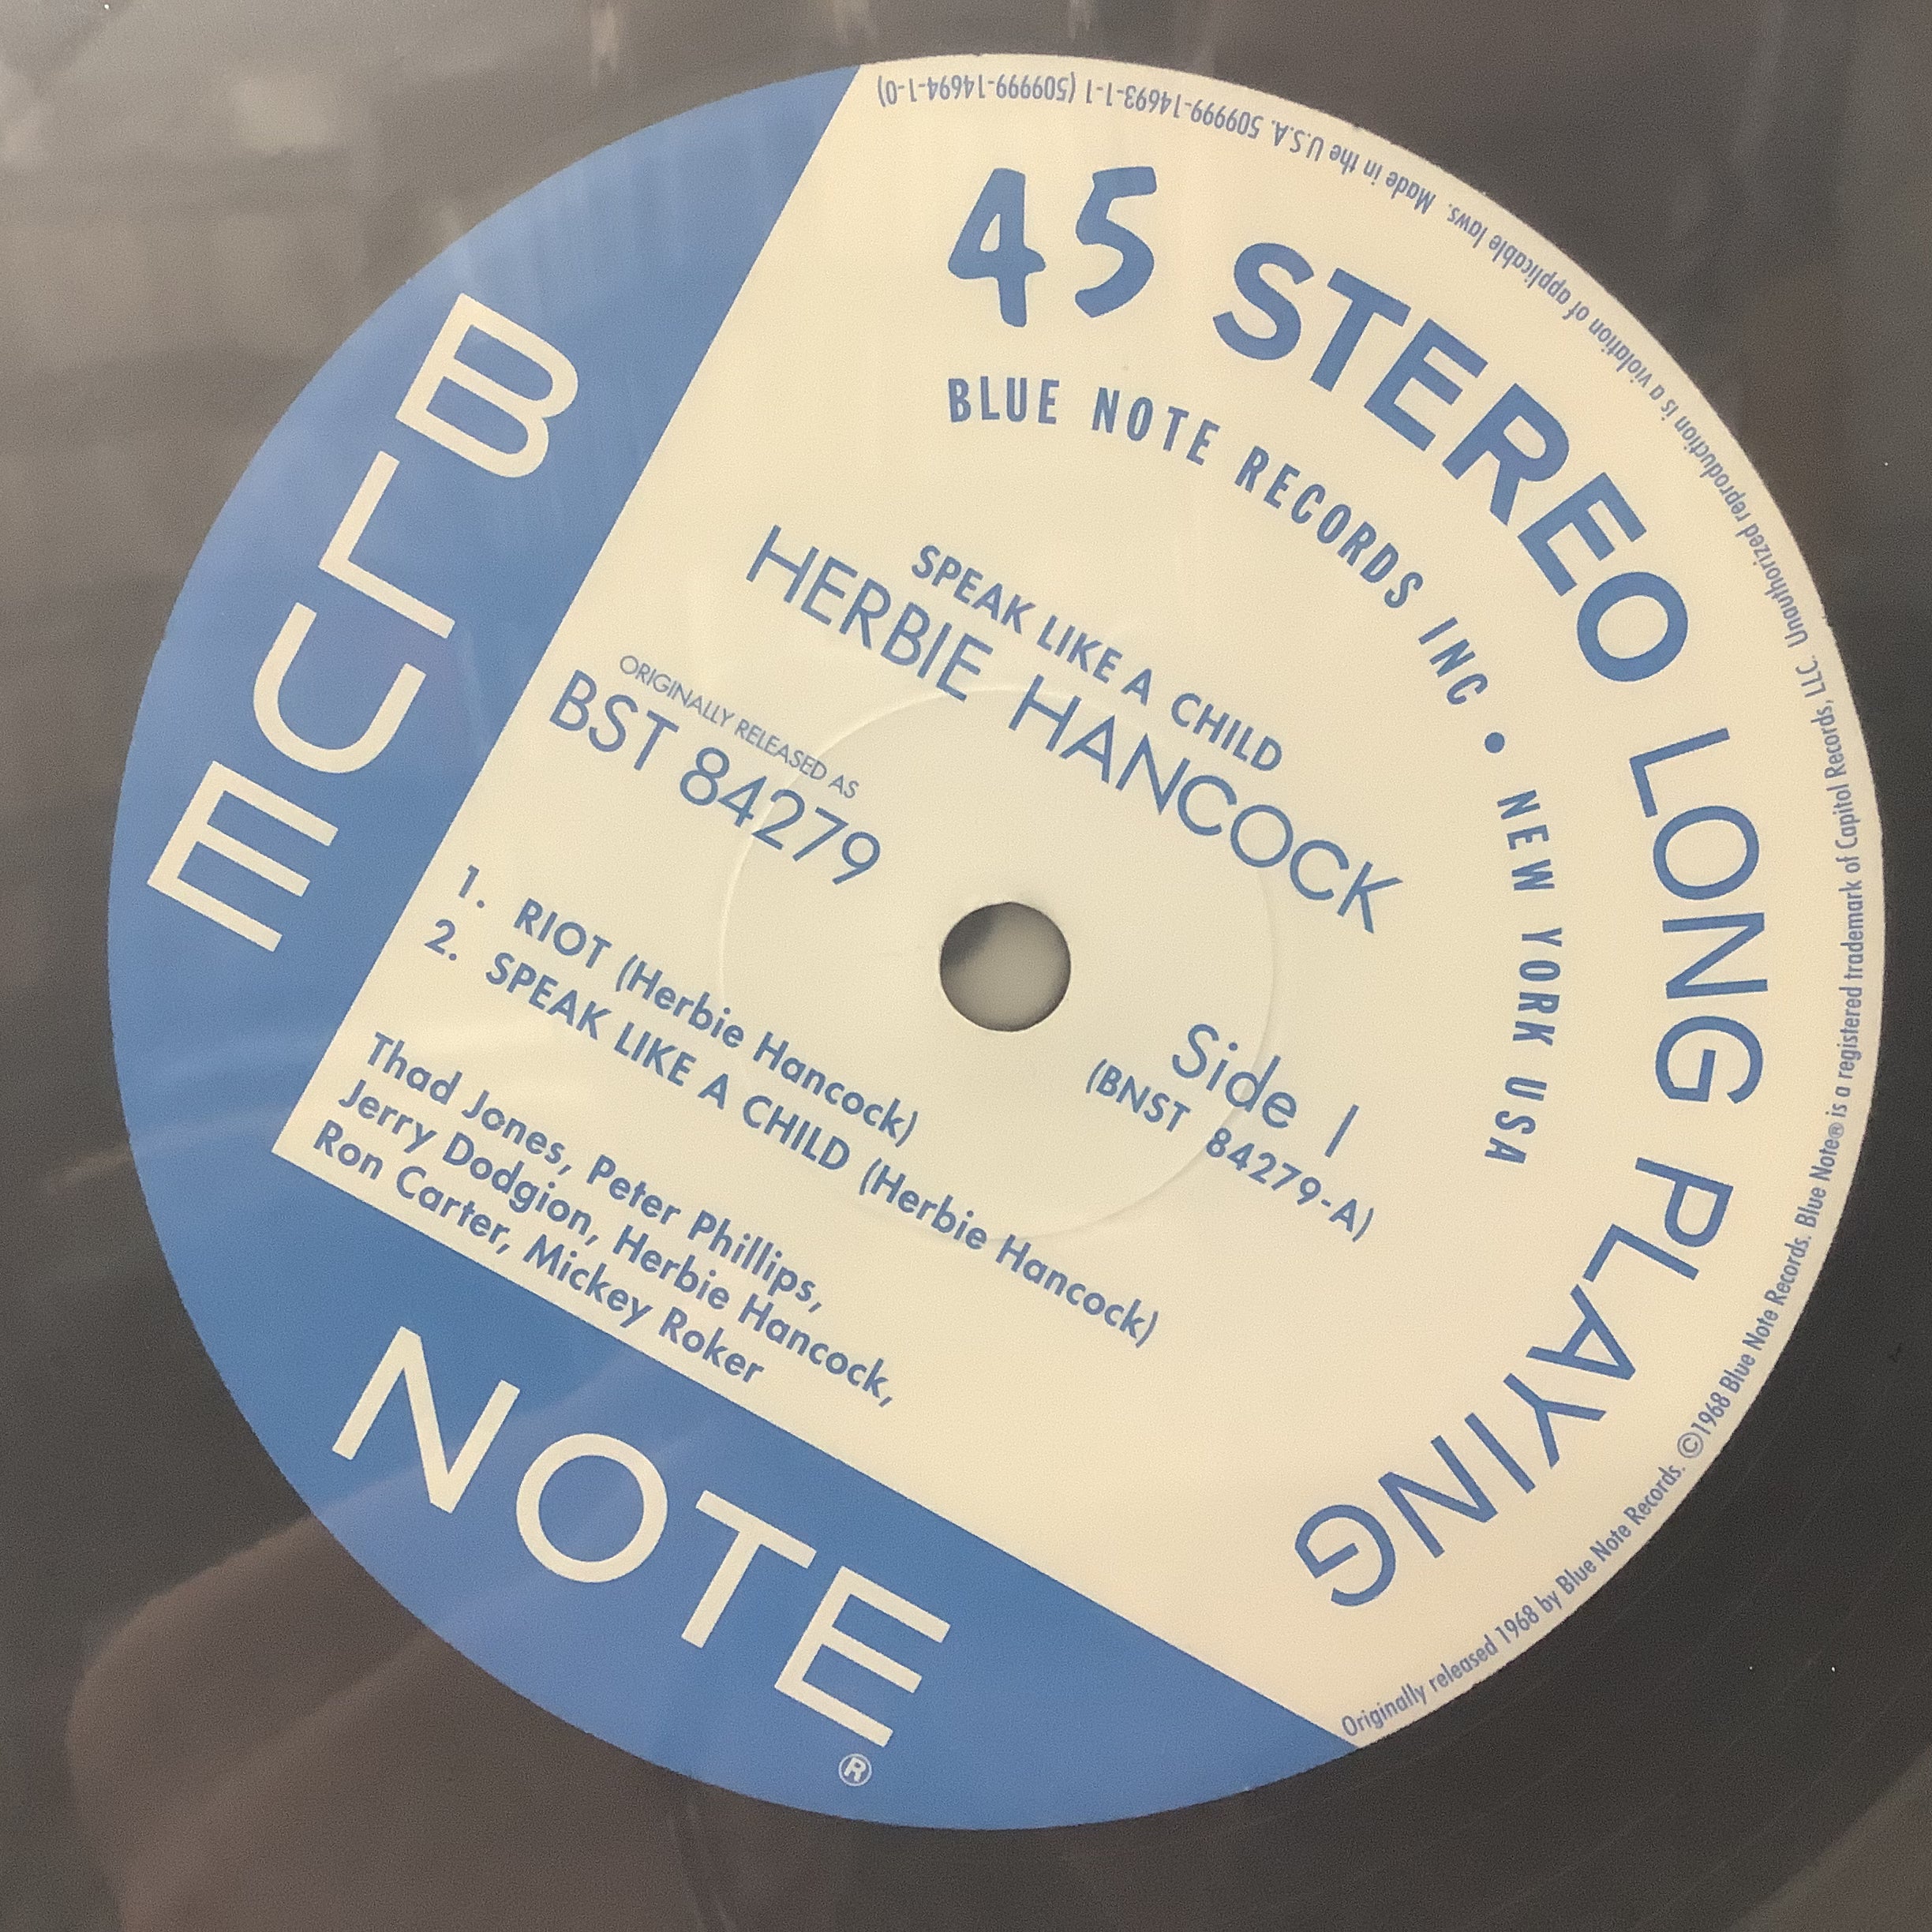 45 STEREO LONG PLAYING
BLUE NOTE RECORDS INC • NEW YORK USA
SPEAK LIKE A CHILD
HERBIE HANCOCK
ORIGINALLY RELEASED AS
BST 84279
Side 1
(BNST 84279-A)
1. RIOT (Herbie Hancock)
2. SPEAK LIKE A CHILD (Herbie Hancock)
Thad Jones, Peter Phillips,
Jerry Dodgion, Herbie Hancock,
Ron Carter, Mickey Roker
BLUE
NOTE®
Originally released 1968 by Blue Note Records. ©1968 Blue Note Records. Blue Note® is a registered trademark of Capitol Records, LLC. Unauthorized reproduction is a violation of applicable laws. Made in the U.S.A. 509999-14693-1-1 (509999-14694-1-0)